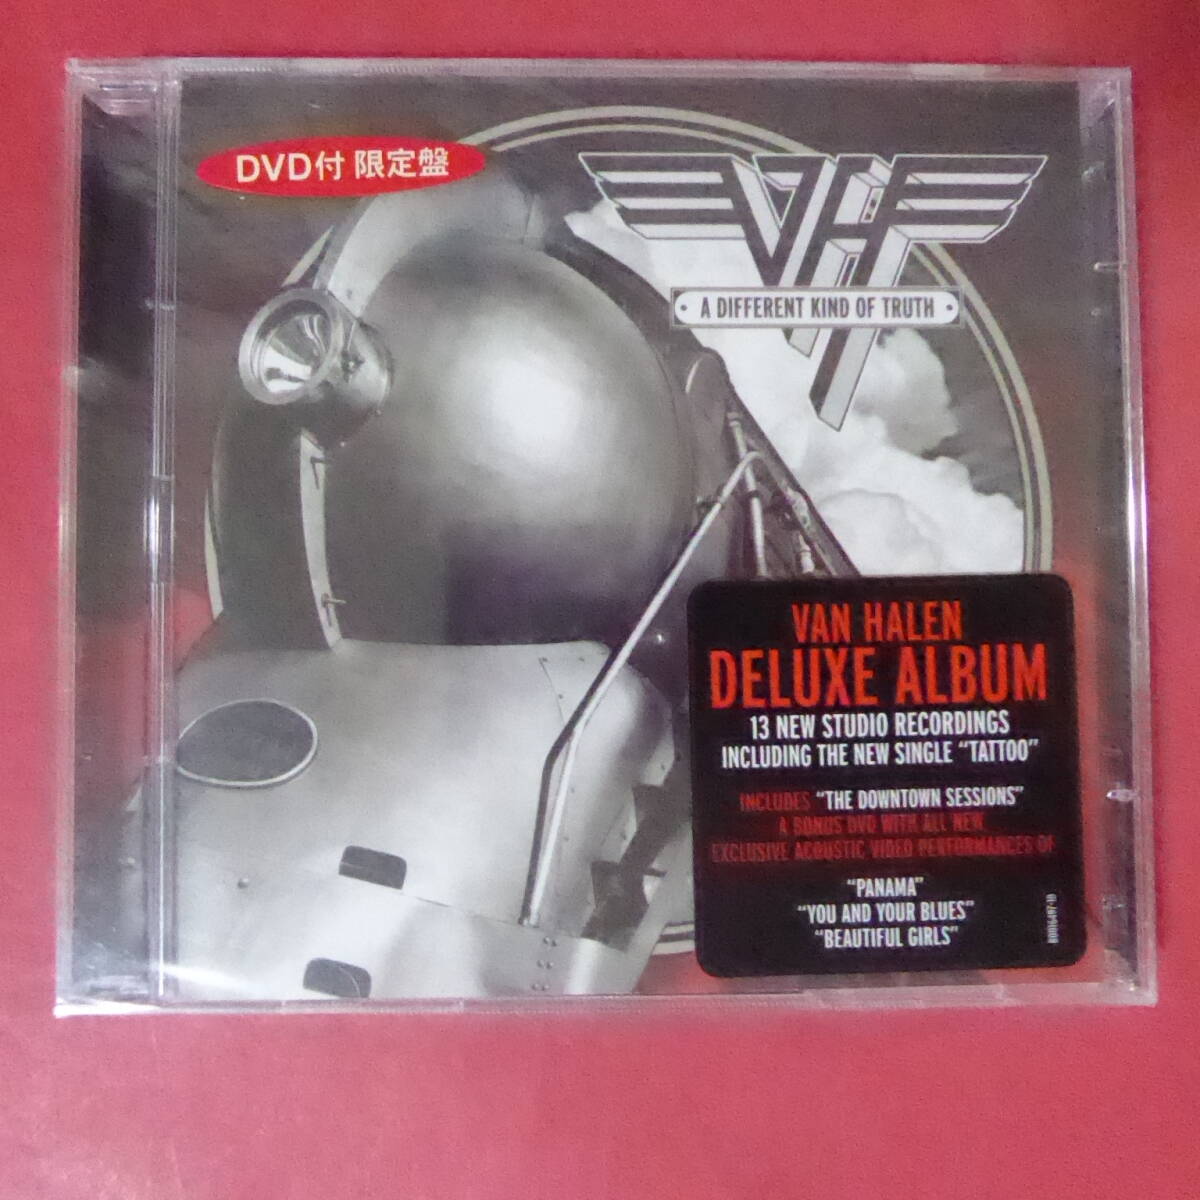 DVD付 限定盤
VH
A DIFFERENT KIND OF TRUTH
VAN HALEN
DELUXE ALBUM
13 NEW STUDIO RECORDINGS
INCLUDING THE NEW SINGLE “TATTOO”
INCLUDES “THE DOWNTOWN SESSIONS”
A BONUS DVD WITH ALL NEW
EXCLUSIVE ACOUSTIC VIDEO PERFORMANCES OF
“PANAMA”
“YOU AND YOUR BLUES”
“BEAUTIFUL GIRLS”